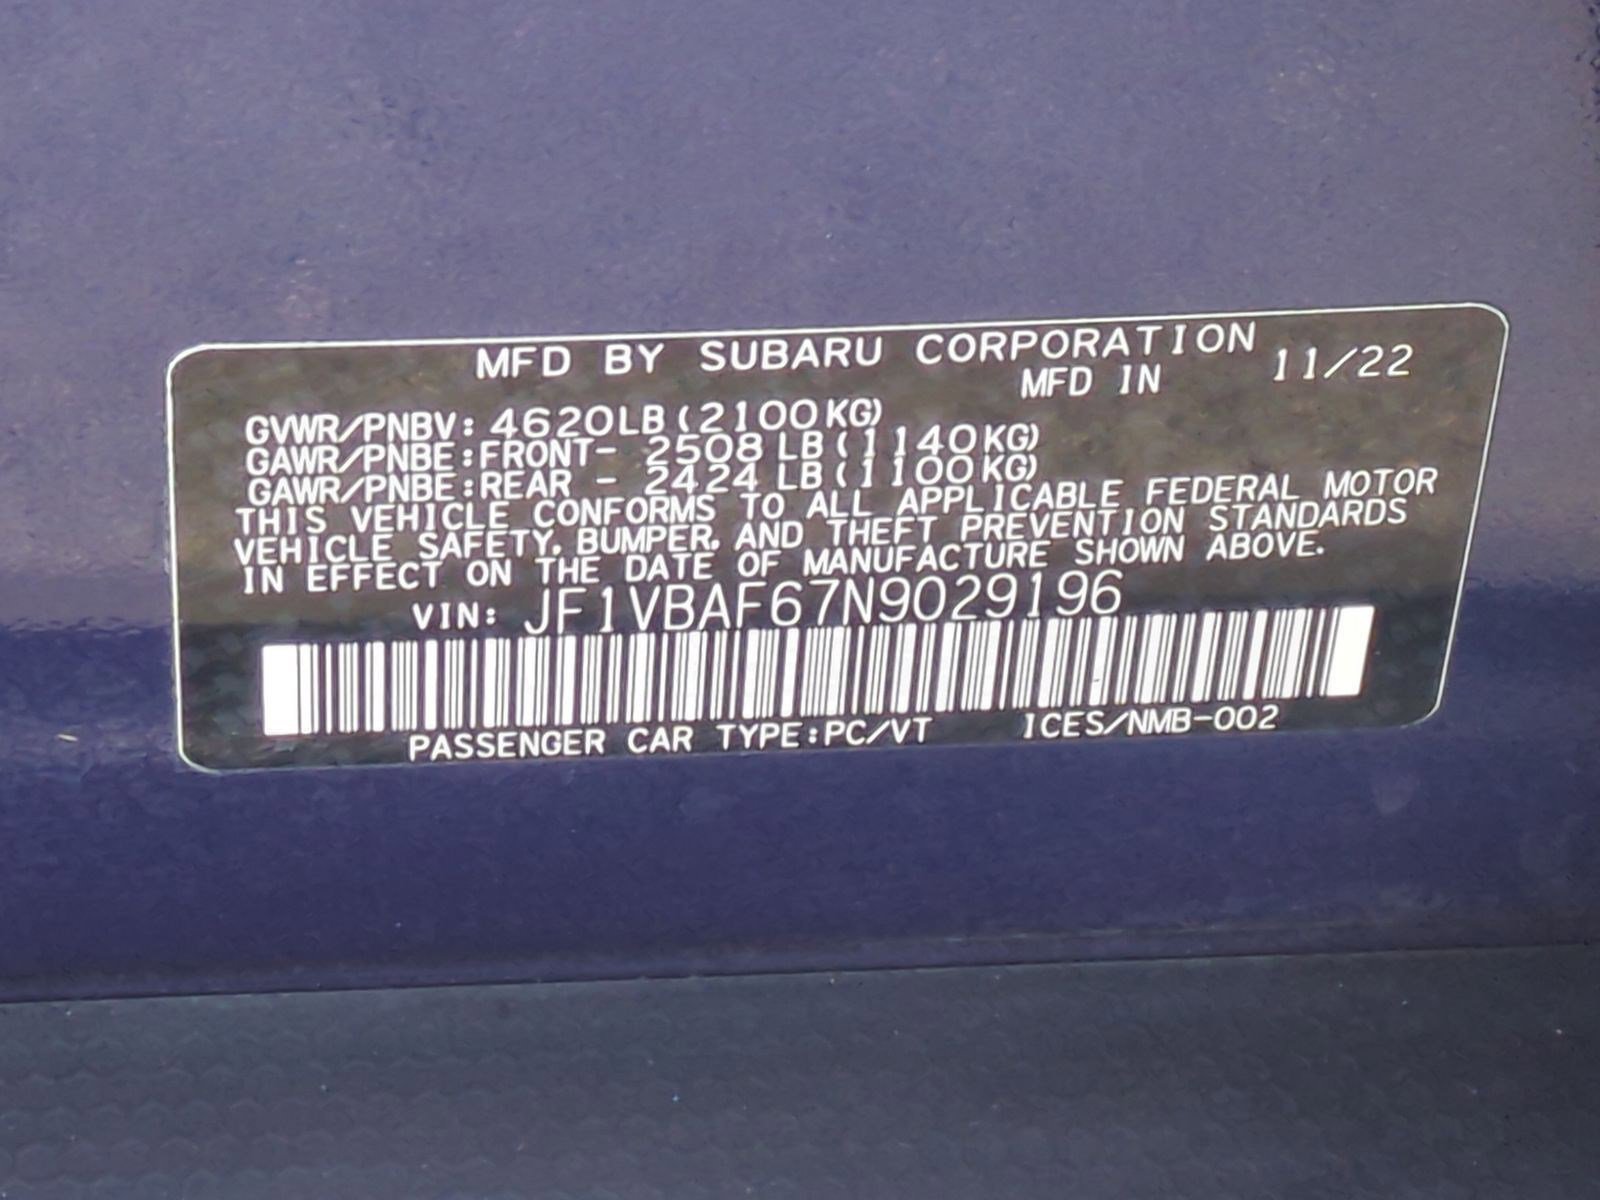 MFD BY SUBARU CORPORATION
MFD IN 11/22
GVWR/PNBV: 4620LB (2100KG)
GAWR/PNBE:FRONT- 2508 LB (1140KG)
GAWR/PNBE:REAR - 2424 LB (1100KG)
THIS VEHICLE CONFORMS TO ALL APPLICABLE FEDERAL MOTOR
VEHICLE SAFETY, BUMPER, AND THEFT PREVENTION STANDARDS
IN EFFECT ON THE DATE OF MANUFACTURE SHOWN ABOVE.
VIN: JF1VBAF67N9029196
PASSENGER CAR TYPE:PC/VT ICES/NMB-002